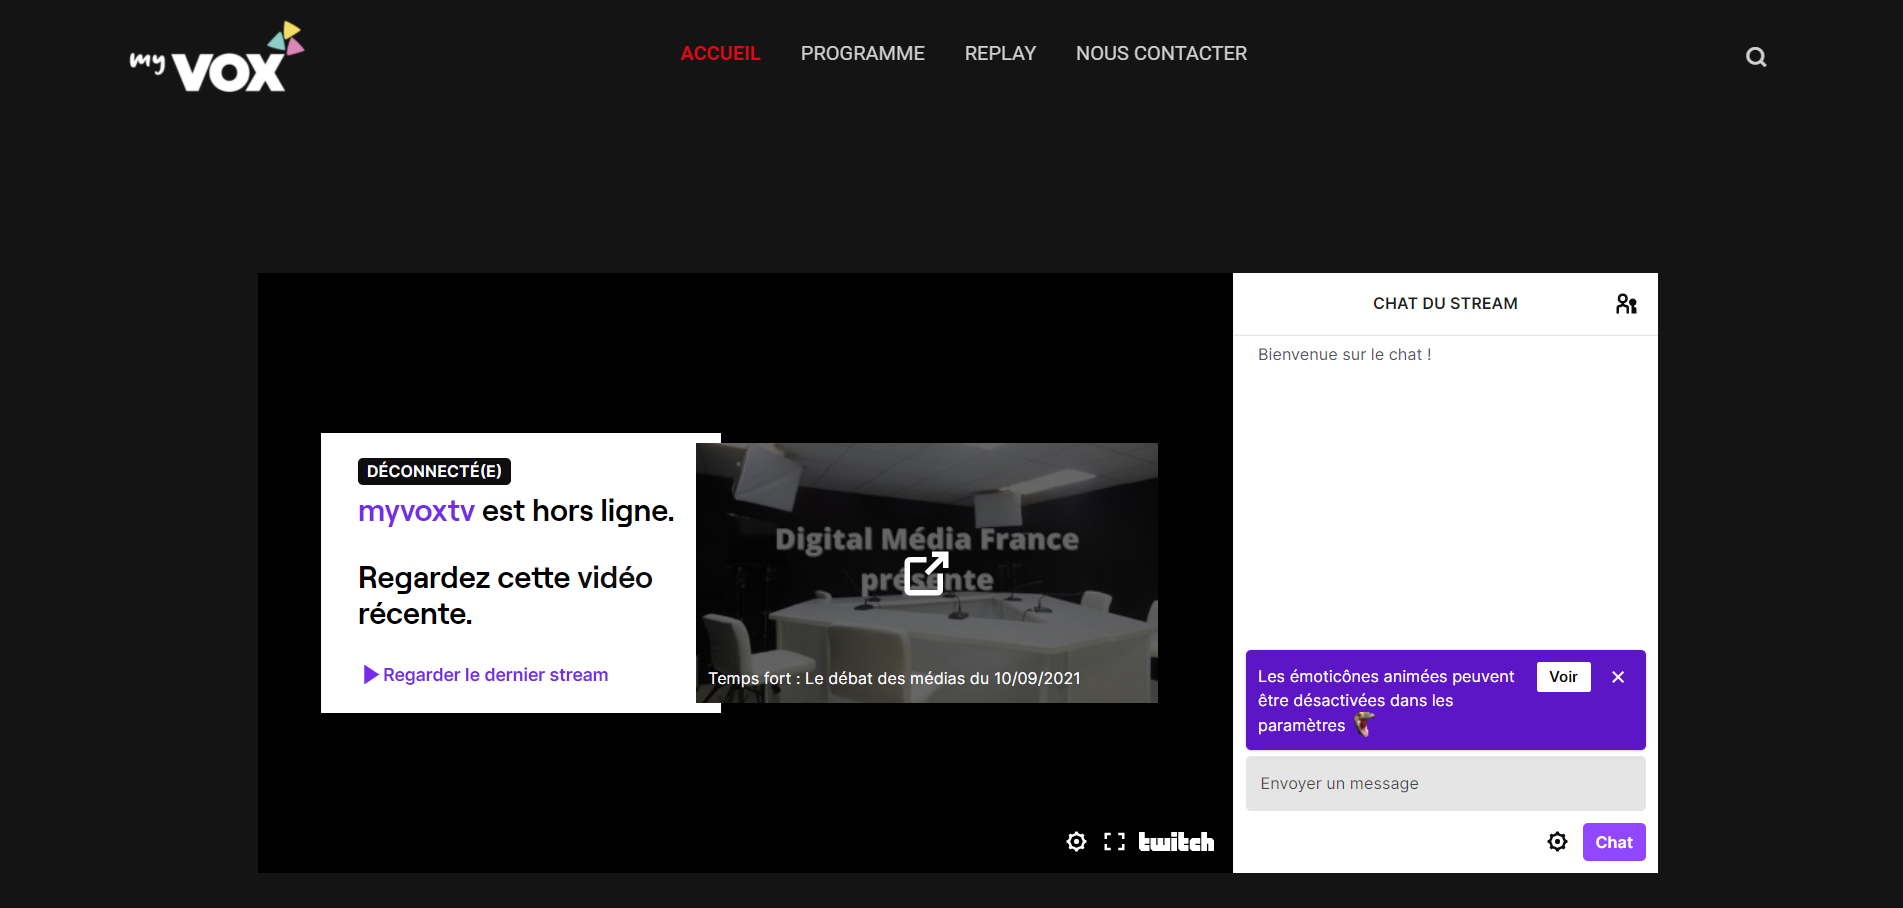 my VOX
ACCUEIL PROGRAMME REPLAY NOUS CONTACTER
DÉCONNECTÉ(E)
myvoxtv est hors ligne.
Regardez cette vidéo
récente.
Regarder le dernier stream
Digital Média France
présente
Temps fort : Le débat des médias du 10/09/2021
twitch
CHAT DU STREAM
Bienvenue sur le chat !
Les émoticônes animées peuvent
être désactivées dans les
paramètres
Voir
Envoyer un message
Chat